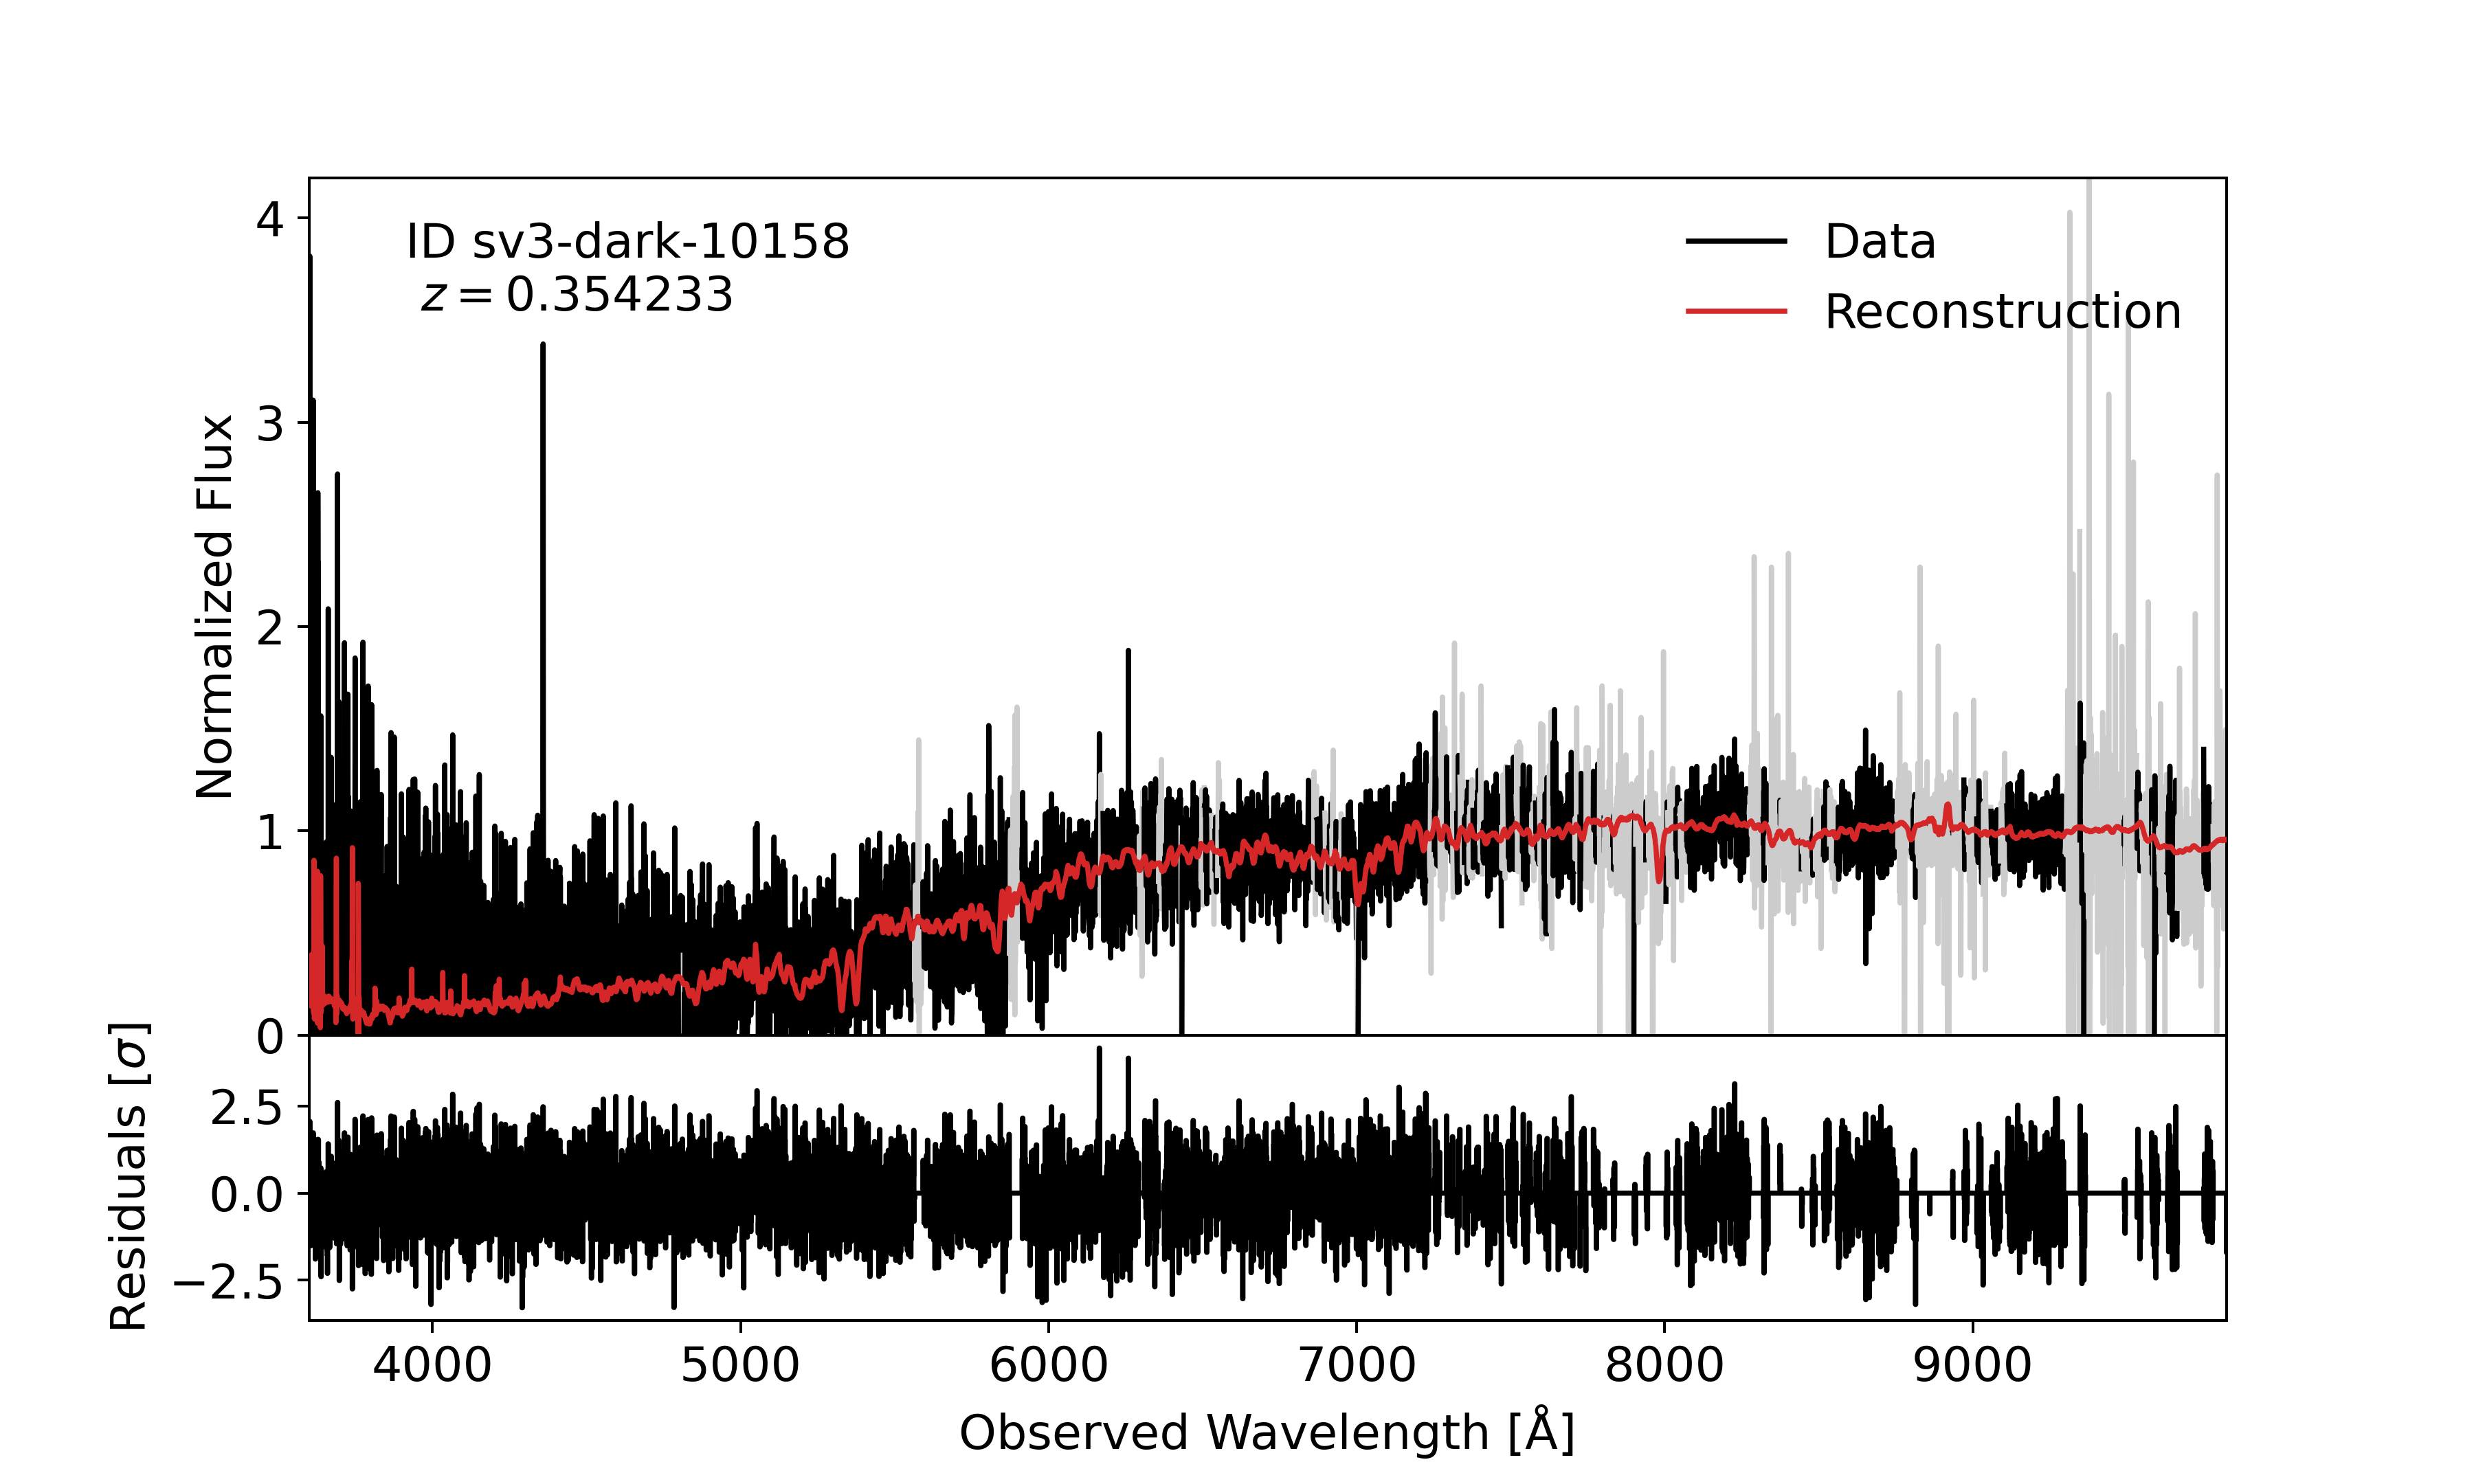 ID sv3-dark-10158
z = 0.354233
Data
Reconstruction
Normalized Flux
4
3
2
1
0
Residuals [σ]
2.5
0.0
−2.5
4000
5000
6000
7000
8000
9000
Observed Wavelength [Å]